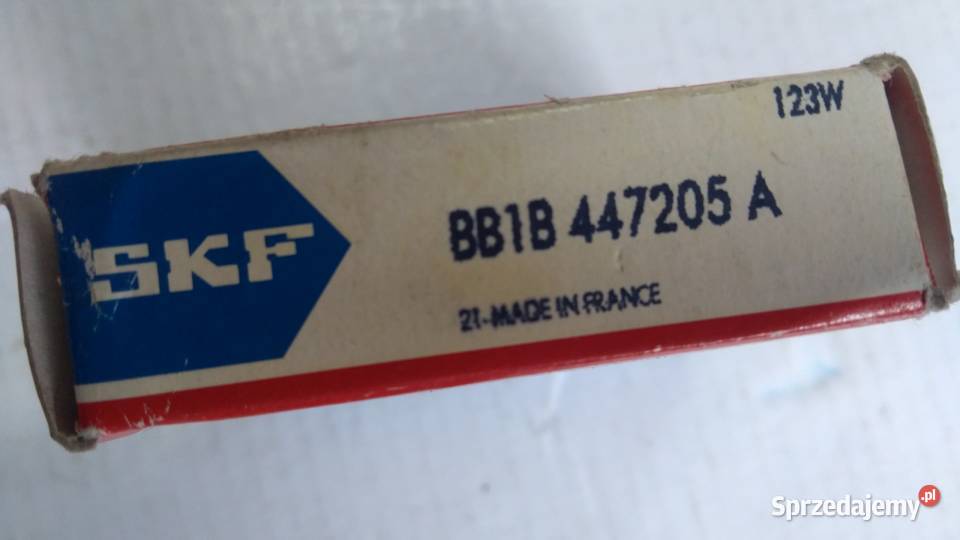 123W
SKF
BB1B 447205 A
21-MADE IN FRANCE
Sprzedajemy.pl